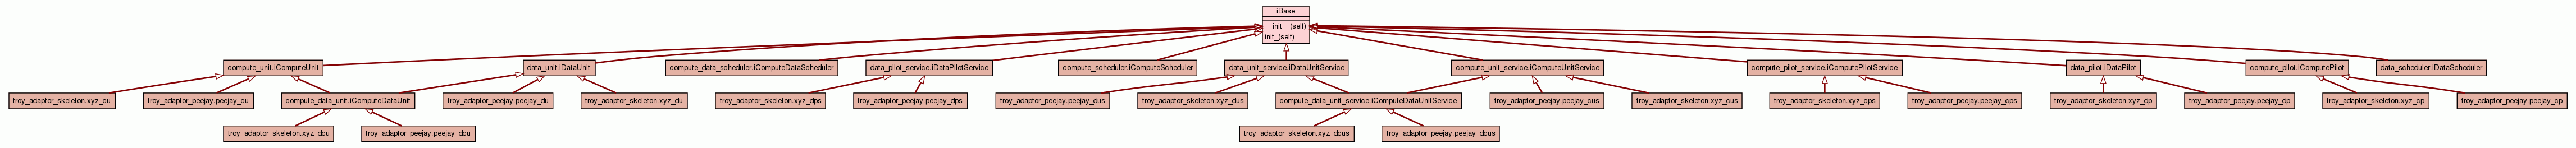 iBase
__init__(self)
init_(self)
compute_unit.iComputeUnit
data_unit.iDataUnit
compute_data_scheduler.iComputeDataScheduler
data_pilot_service.iDataPilotService
compute_scheduler.iComputeScheduler
data_unit_service.iDataUnitService
compute_unit_service.iComputeUnitService
compute_pilot_service.iComputePilotService
data_pilot.iDataPilot
compute_pilot.iComputePilot
data_scheduler.iDataScheduler
troy_adaptor_skeleton.xyz_cu
troy_adaptor_peejay.peejay_cu
compute_data_unit.iComputeDataUnit
troy_adaptor_peejay.peejay_du
troy_adaptor_skeleton.xyz_du
troy_adaptor_skeleton.xyz_dps
troy_adaptor_peejay.peejay_dps
troy_adaptor_peejay.peejay_dus
troy_adaptor_skeleton.xyz_dus
compute_data_unit_service.iComputeDataUnitService
troy_adaptor_peejay.peejay_cus
troy_adaptor_skeleton.xyz_cus
troy_adaptor_skeleton.xyz_cps
troy_adaptor_peejay.peejay_cps
troy_adaptor_skeleton.xyz_dp
troy_adaptor_peejay.peejay_dp
troy_adaptor_skeleton.xyz_cp
troy_adaptor_peejay.peejay_cp
troy_adaptor_skeleton.xyz_dcu
troy_adaptor_peejay.peejay_dcu
troy_adaptor_skeleton.xyz_dcus
troy_adaptor_peejay.peejay_dcus